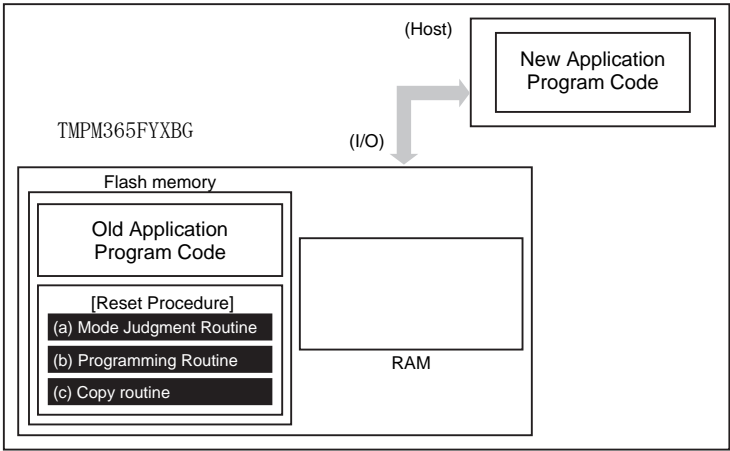 (Host)
New Application
Program Code
TMPM365FYXBG
(I/O)
Flash memory
Old Application
Program Code
[Reset Procedure]
(a) Mode Judgment Routine
(b) Programming Routine
(c) Copy routine
RAM